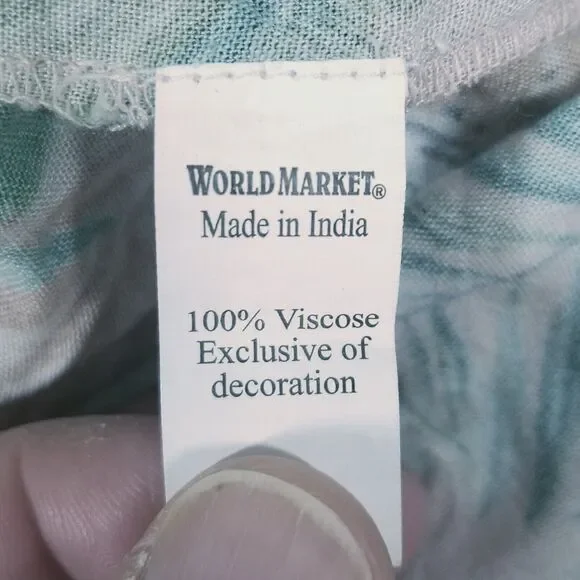 WORLD MARKET®
Made in India
100% Viscose
Exclusive of
decoration